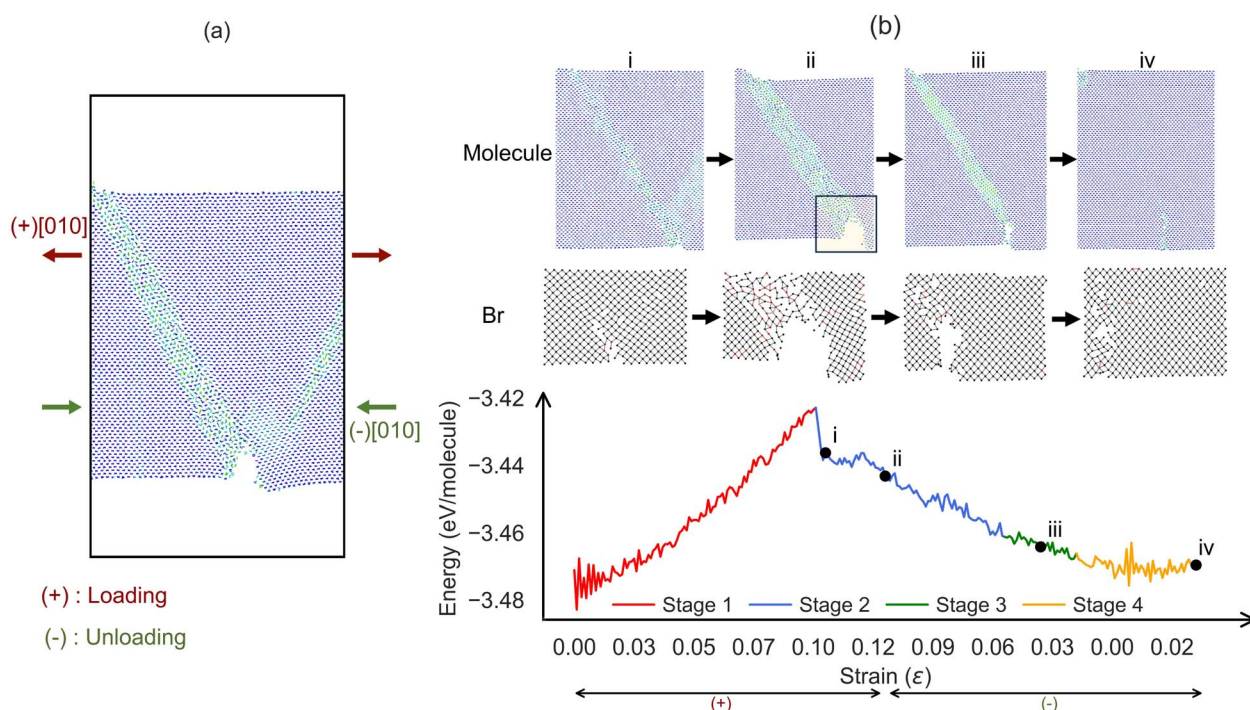 (a)
(+)[010]
(-)[010]
(+) : Loading
(-) : Unloading
(b)
i ii iii iv
Molecule
Br
Energy (eV/molecule)
−3.42
−3.44
−3.46
−3.48
i
ii
iii
iv
Stage 1 Stage 2 Stage 3 Stage 4
0.00 0.03 0.05 0.07 0.10 0.12 0.09 0.06 0.03 0.00 0.02
Strain (ε)
(+) (-)